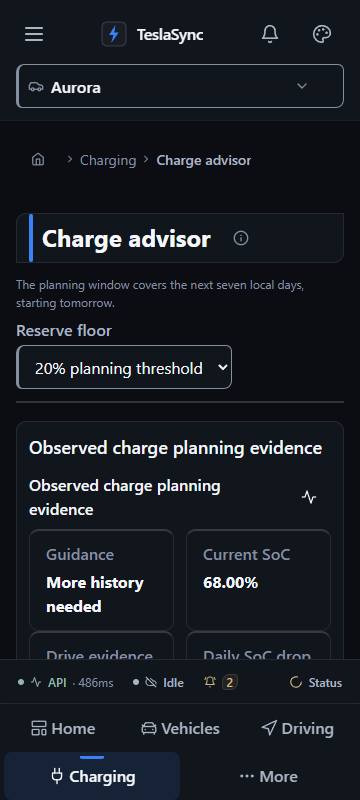 TeslaSync
Aurora
Charging
Charge advisor
Charge advisor
The planning window covers the next seven local days,
starting tomorrow.
Reserve floor
20% planning threshold
Observed charge planning evidence
Observed charge planning
evidence
Guidance
More history
needed
Current SoC
68.00%
Drive evidence
Daily SoC drop
API · 486ms
Idle
2
Status
Home
Vehicles
Driving
Charging
More